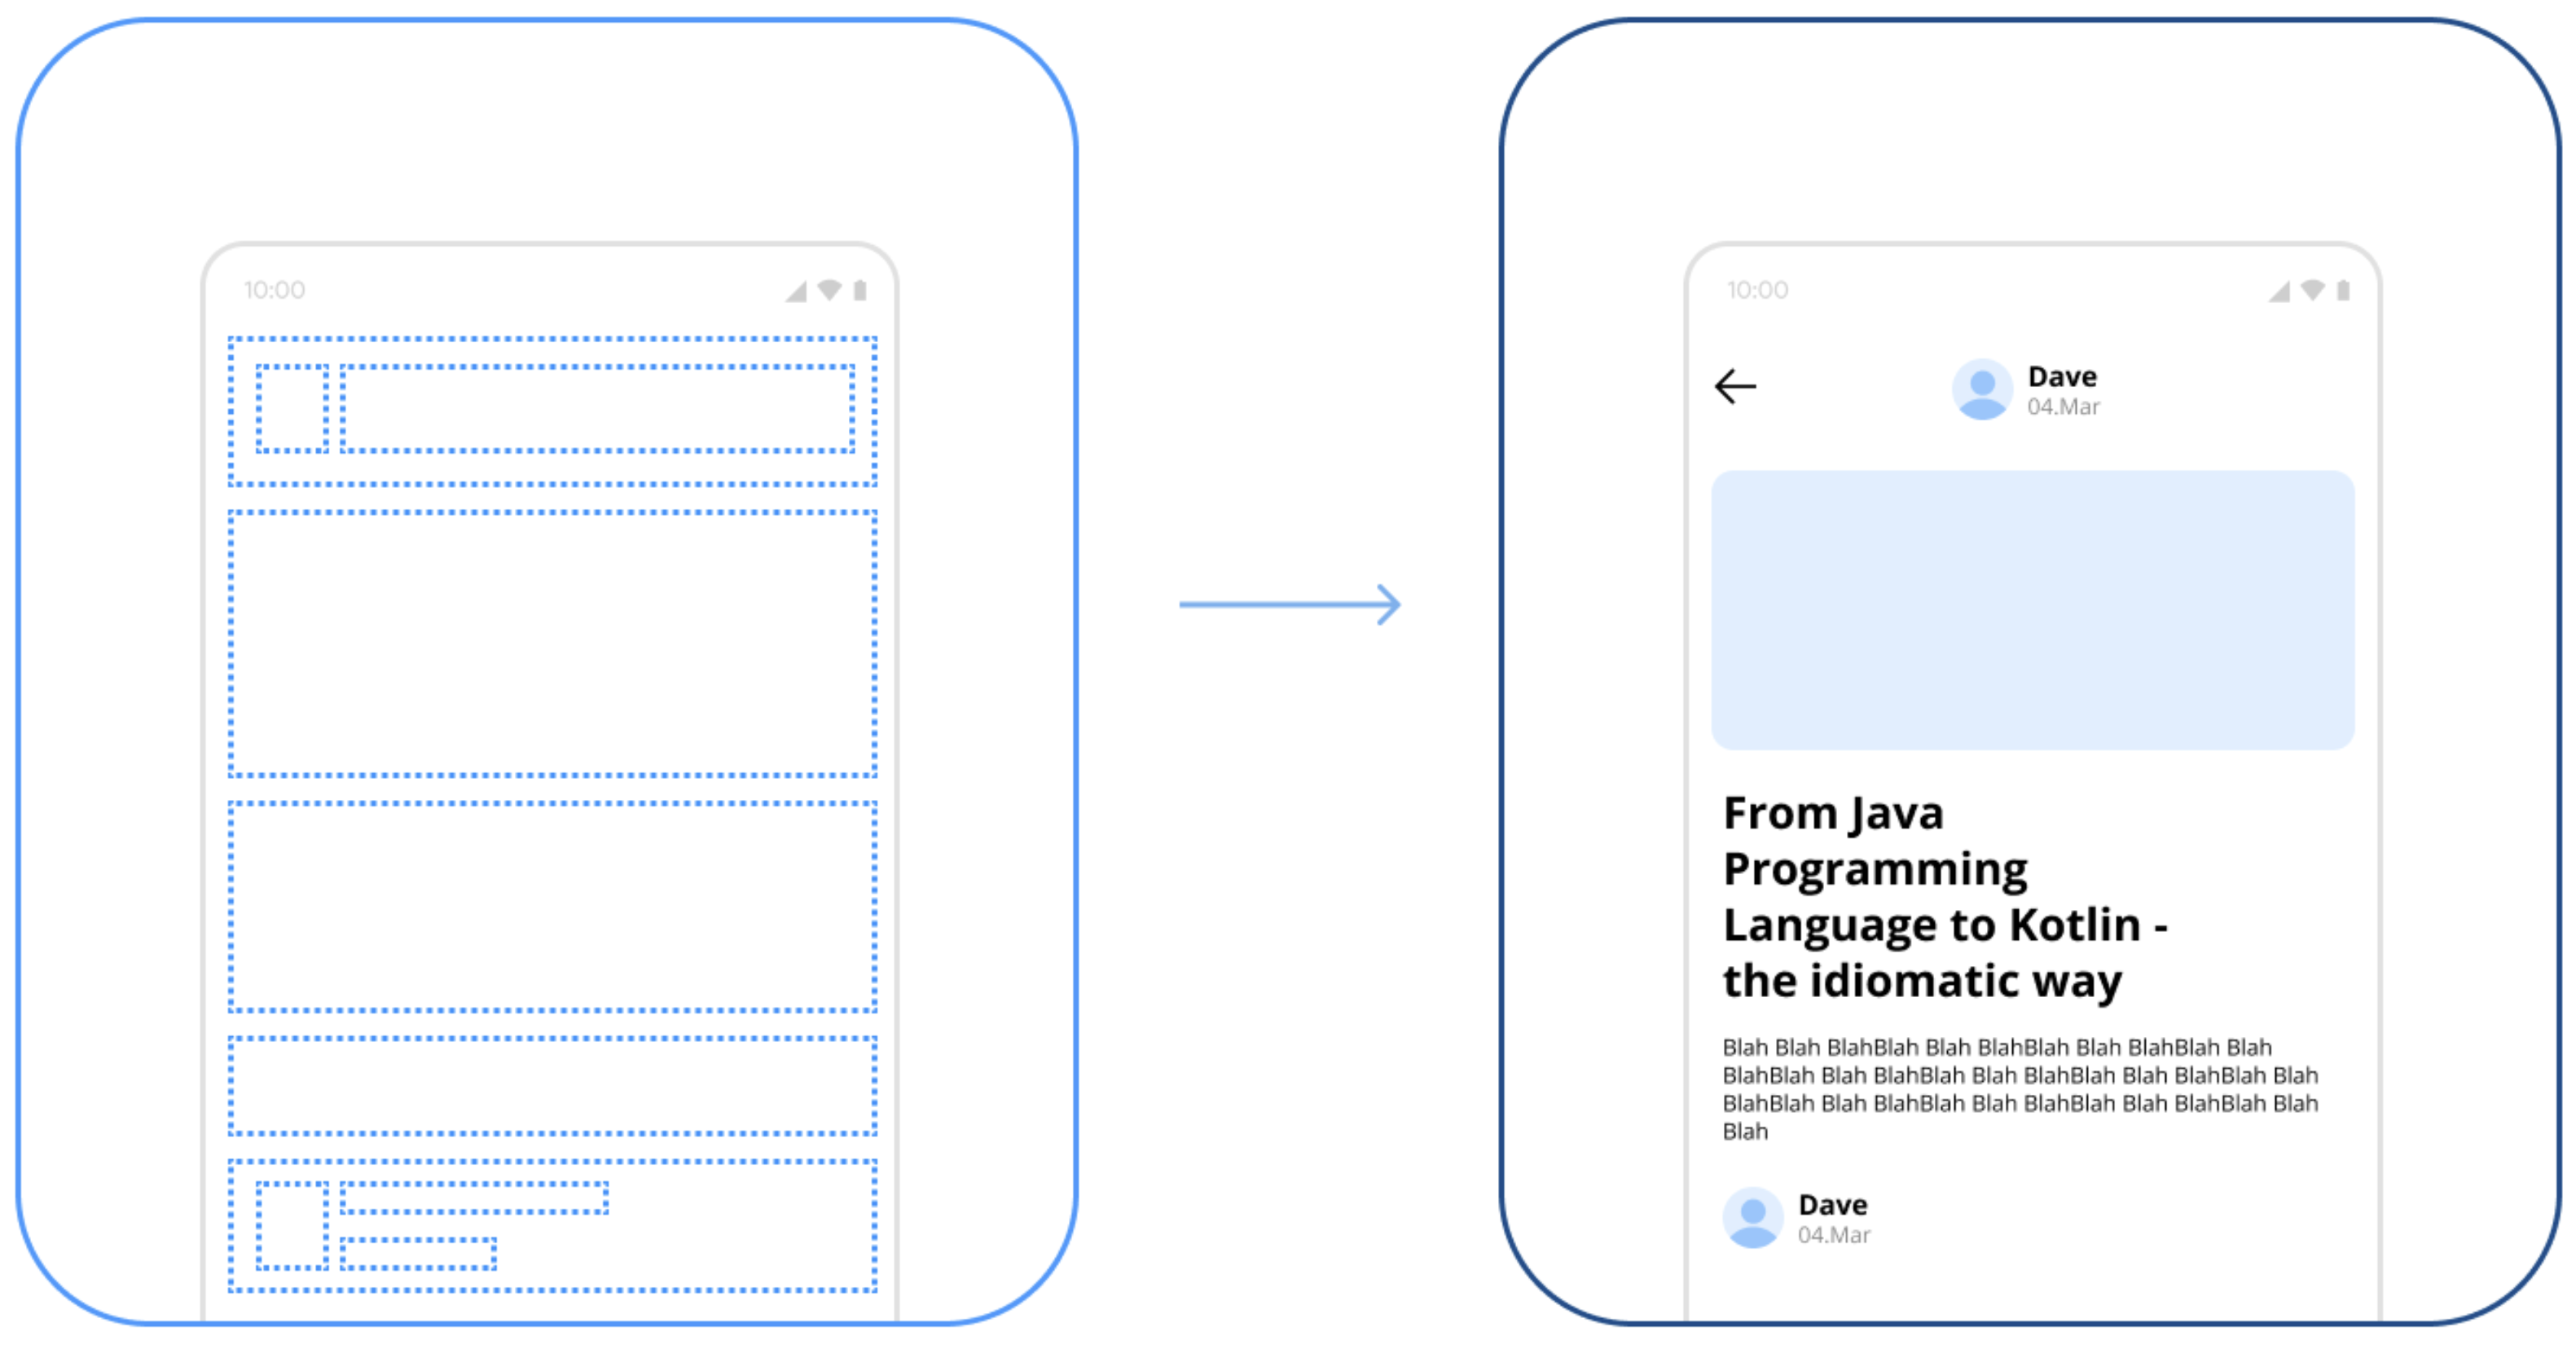 10:00
10:00
Dave
04.Mar
From Java
Programming
Language to Kotlin -
the idiomatic way
Blah Blah BlahBlah Blah BlahBlah Blah BlahBlah Blah
BlahBlah Blah BlahBlah Blah BlahBlah Blah BlahBlah Blah
BlahBlah Blah BlahBlah Blah BlahBlah Blah BlahBlah Blah
Blah
Dave
04.Mar